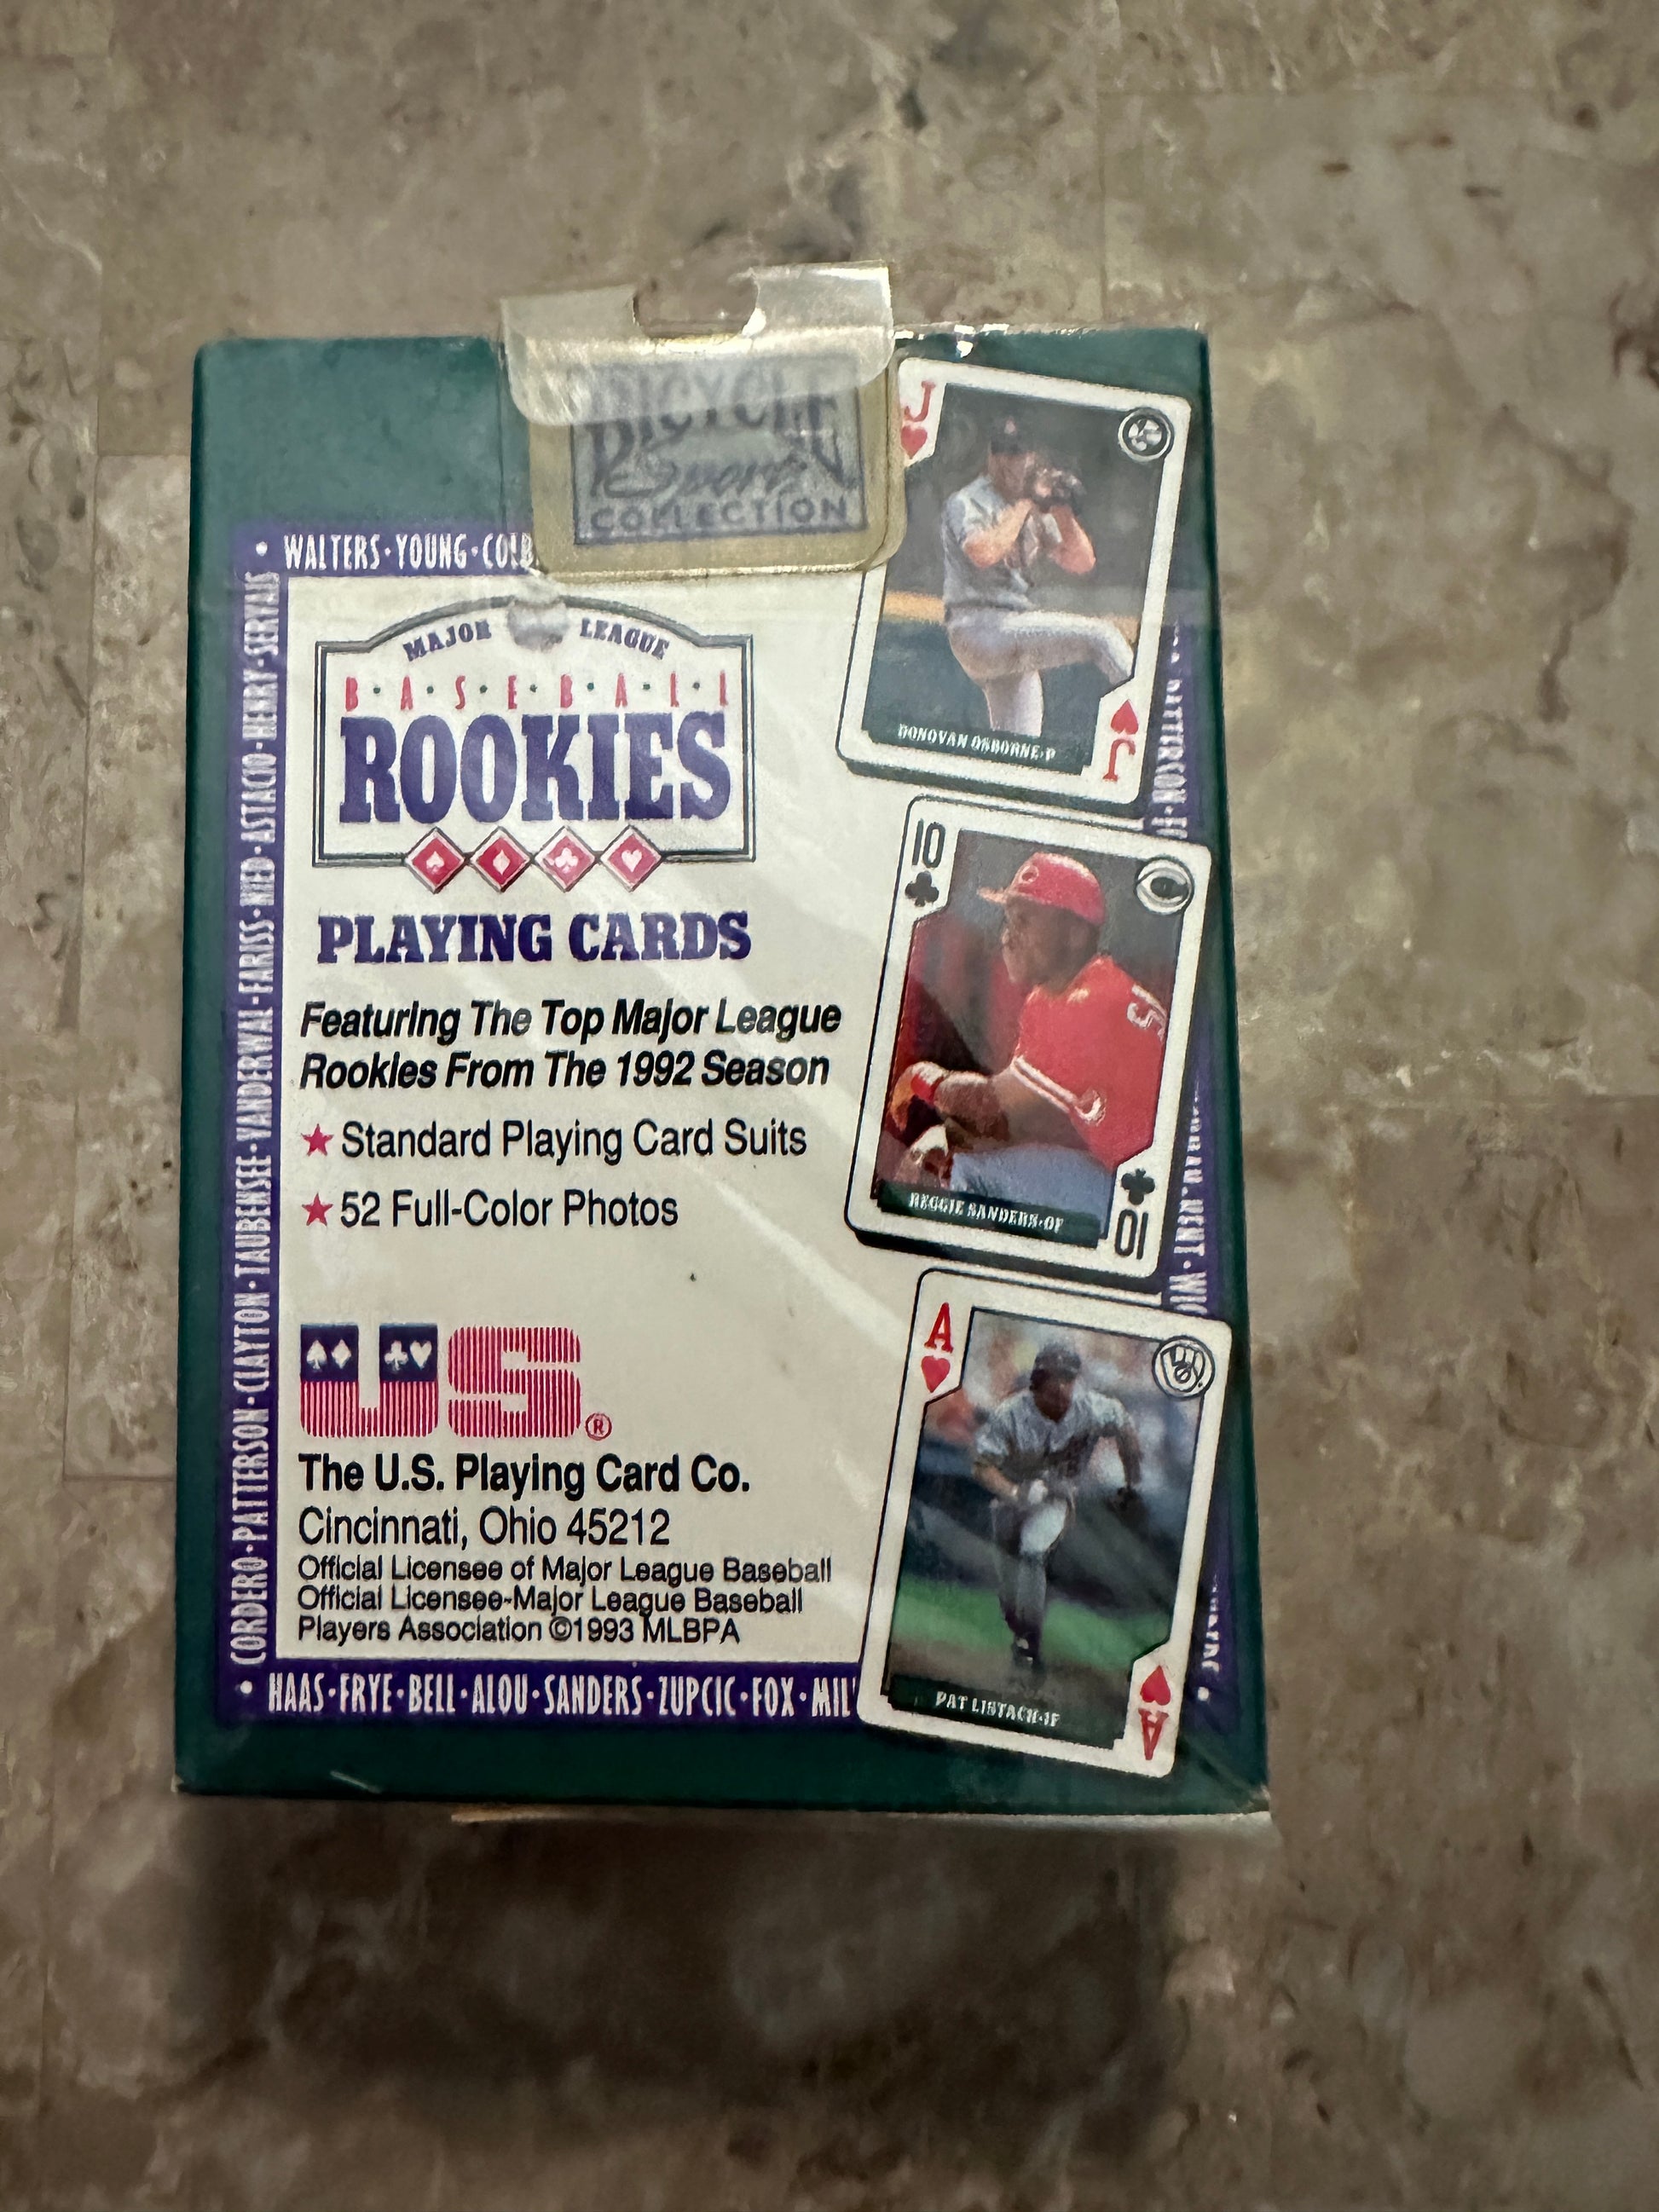 BICYCLE
Sports
COLLECTION
WALTERS·YOUNG·
MAJOR LEAGUE
B·A·S·E·B·A·L·L
ROOKIES
PLAYING CARDS
Featuring The Top Major League
Rookies From The 1992 Season
★ Standard Playing Card Suits
★ 52 Full-Color Photos
US®
The U.S. Playing Card Co.
Cincinnati, Ohio 45212
Official Licensee of Major League Baseball
Official Licensee-Major League Baseball
Players Association ©1993 MLBPA
CORDERO·PATTERSON·CLAYTON·TAUBENSEE·VANDERWAL·FARISS·NIED·ASTACIO·HENRY·SERVAIS
HAAS·FRYE·BELL·ALOU·SANDERS·ZUPCIC·FOX·
J
DONOVAN OSBORNE·P
J
10
C
15
REGGIE SANDERS·OF
10
A
PAT LISTACH·IF
A
KENT